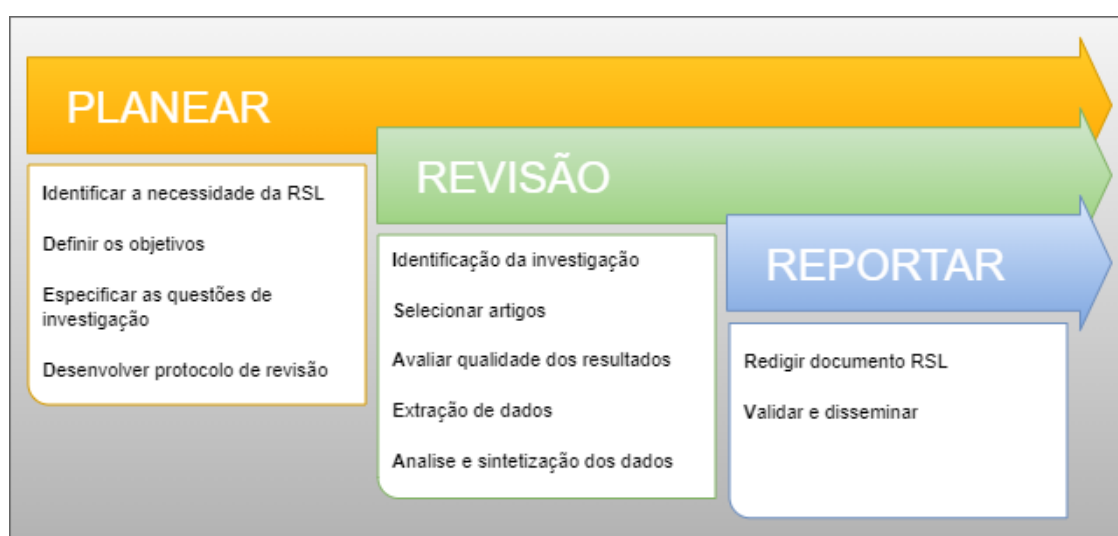 PLANEAR
Identificar a necessidade da RSL
Definir os objetivos
Especificar as questões de
investigação
Desenvolver protocolo de revisão
REVISÃO
Identificação da investigação
Selecionar artigos
Avaliar qualidade dos resultados
Extração de dados
Analise e sintetização dos dados
REPORTAR
Redigir documento RSL
Validar e disseminar